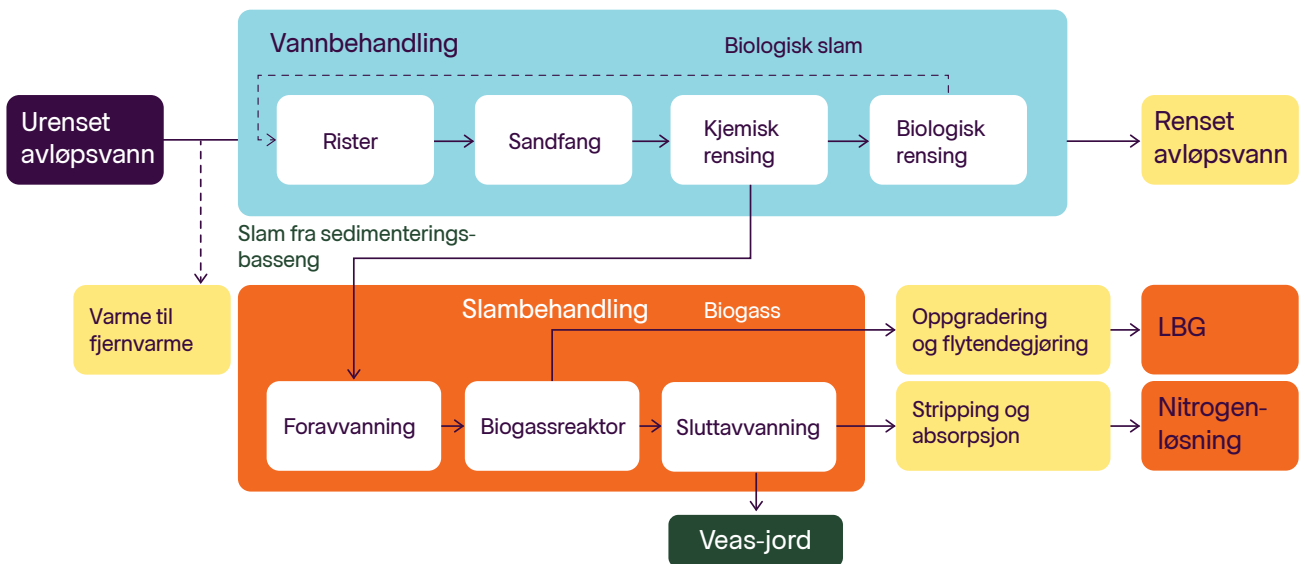 Vannbehandling
Biologisk slam
Urenset
avløpsvann
Rister
Sandfang
Kjemisk
rensing
Biologisk
rensing
Renset
avløpsvann
Slam fra sedimenterings-
basseng
Varme til
fjernvarme
Slambehandling
Biogass
Oppgradering
og flytendegjøring
LBG
Foravvanning
Biogassreaktor
Sluttavvanning
Stripping og
absorpsjon
Nitrogen-
løsning
Veas-jord